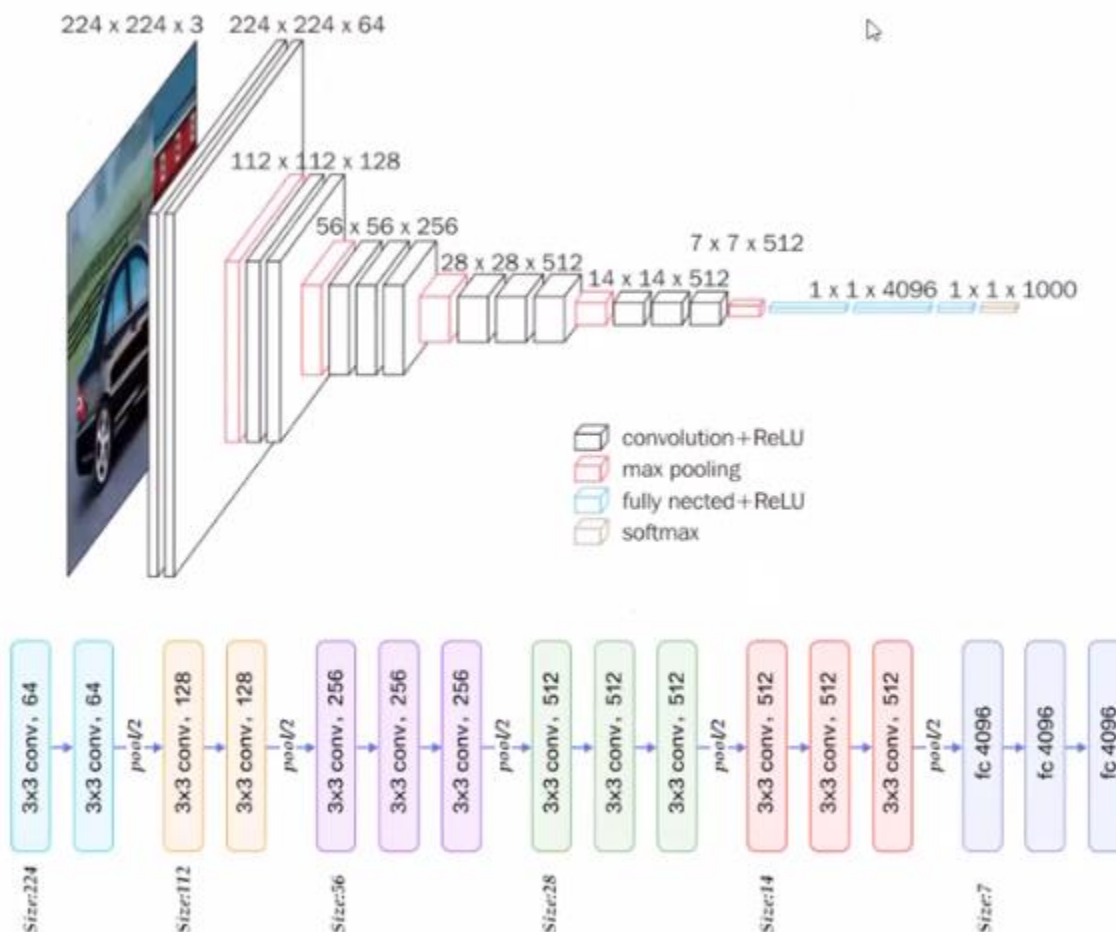 224 x 224 x 3
224 x 224 x 64
112 x 112 x 128
56 x 56 x 256
28 x 28 x 512
14 x 14 x 512
7 x 7 x 512
1 x 1 x 4096
1 x 1 x 1000
convolution+ReLU
max pooling
fully nected+ReLU
softmax
3x3 conv, 64
3x3 conv, 64
pool/2
3x3 conv, 128
3x3 conv, 128
pool/2
3x3 conv, 256
3x3 conv, 256
3x3 conv, 256
pool/2
3x3 conv, 512
3x3 conv, 512
3x3 conv, 512
pool/2
3x3 conv, 512
3x3 conv, 512
3x3 conv, 512
pool/2
fc 4096
fc 4096
fc 4096
Size:224
Size:112
Size:56
Size:28
Size:14
Size:7